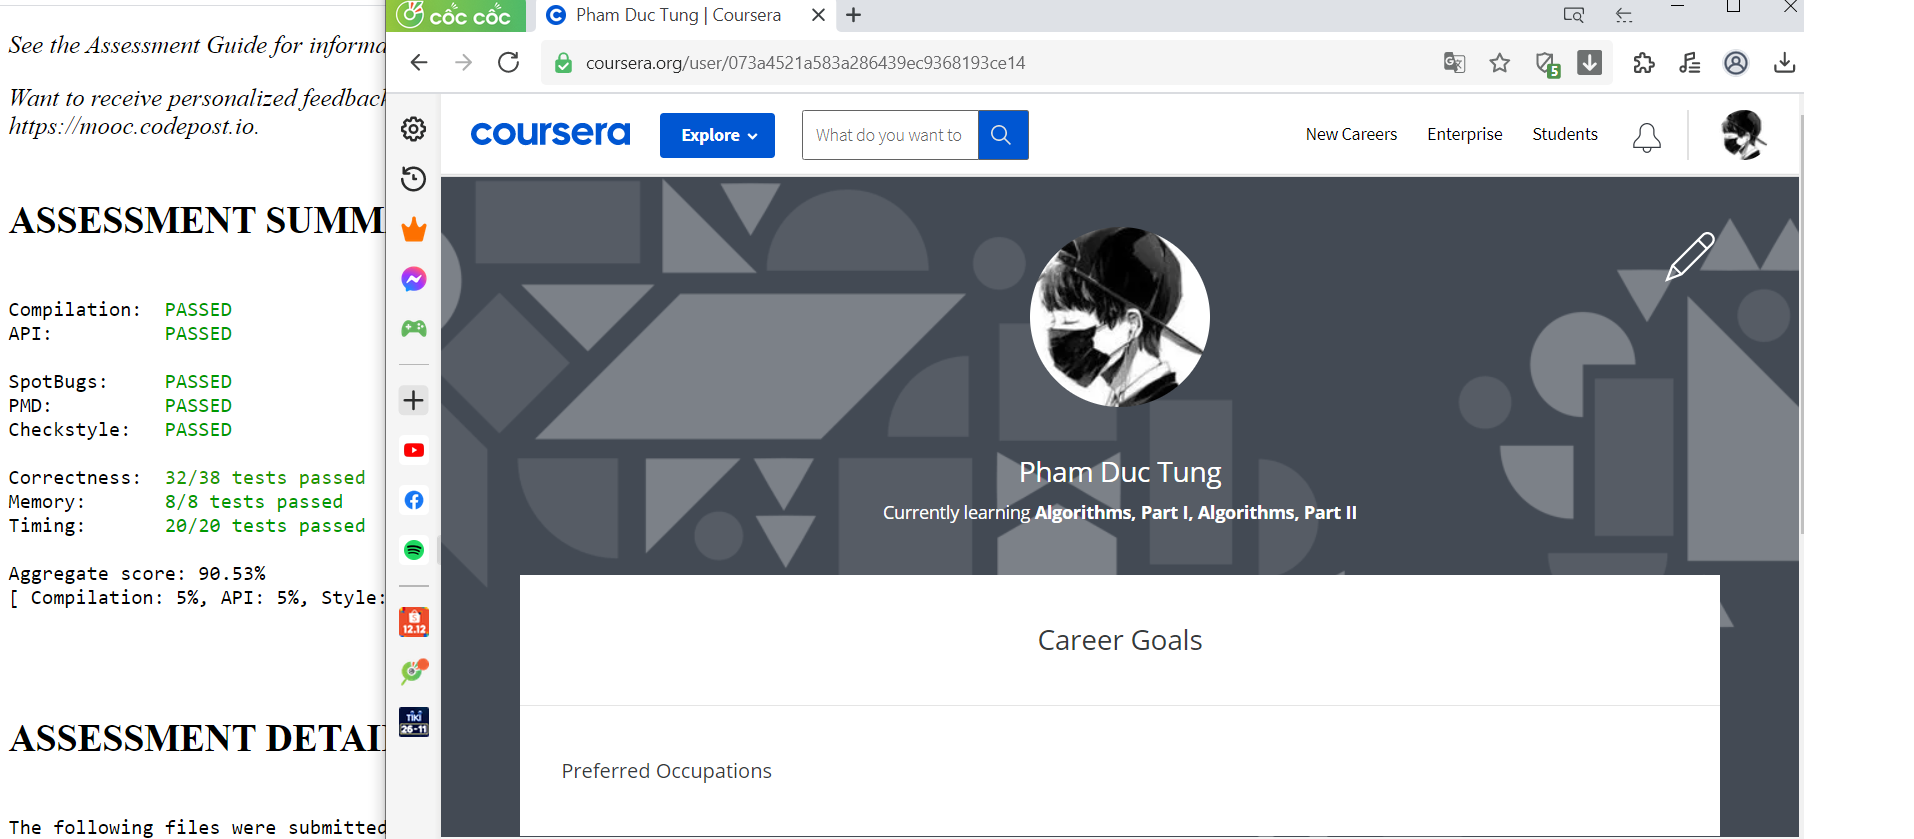 See the Assessment Guide for informa
Want to receive personalized feedback
https://mooc.codepost.io.
ASSESSMENT SUMM
Compilation: PASSED
API: PASSED
SpotBugs: PASSED
PMD: PASSED
Checkstyle: PASSED
Correctness: 32/38 tests passed
Memory: 8/8 tests passed
Timing: 20/20 tests passed
Aggregate score: 90.53%
[ Compilation: 5%, API: 5%, Style:
ASSESSMENT DETAI
The following files were submitted
cốc cốc
Pham Duc Tung | Coursera
coursera.org/user/073a4521a583a286439ec9368193ce14
5
12.12
TIKI
26-11
coursera
Explore
What do you want to
New Careers
Enterprise
Students
Pham Duc Tung
Currently learning Algorithms, Part I, Algorithms, Part II
Career Goals
Preferred Occupations